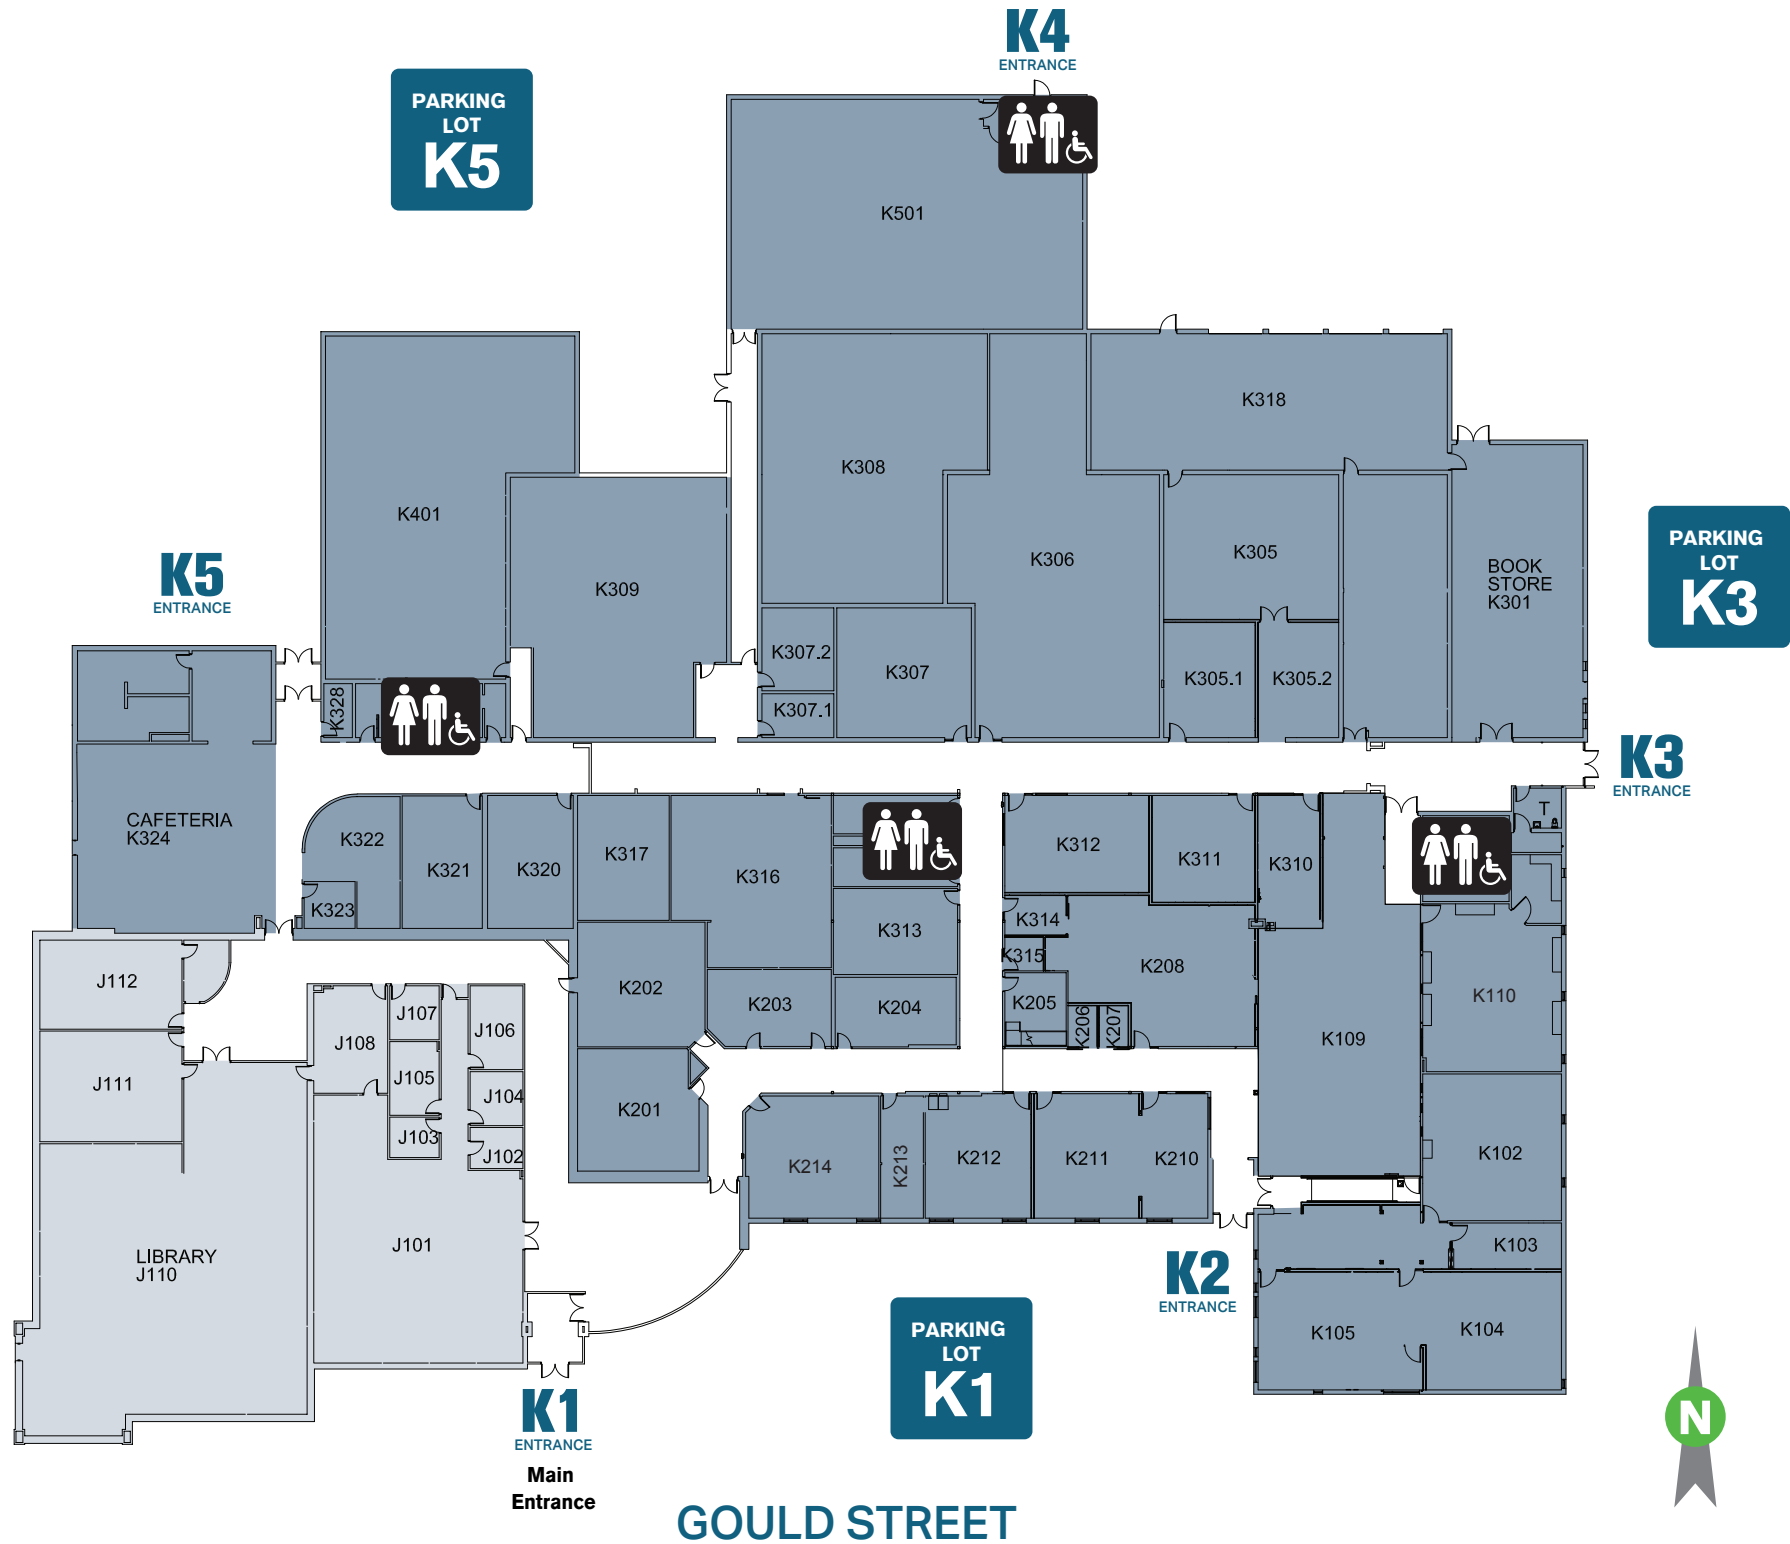 K4
ENTRANCE
PARKING
LOT
K5
K501
K318
K308
K401
K306
K305
K309
BOOK
STORE
K301
PARKING
LOT
K3
K5
ENTRANCE
K307.2
K307
K307.1
K305.1
K305.2
K328
K3
ENTRANCE
CAFETERIA
K324
K322
K321
K320
K323
K317
K316
K313
K312
K311
K310
T
K314
K315
K208
K205
K206
K207
K202
K203
K204
K109
K110
K102
J112
J111
J108
J107
J106
J105
J104
J103
J102
K201
K214
K213
K212
K211
K210
J101
LIBRARY
J110
K103
K105
K104
K2
ENTRANCE
PARKING
LOT
K1
K1
ENTRANCE
Main
Entrance
N
GOULD STREET